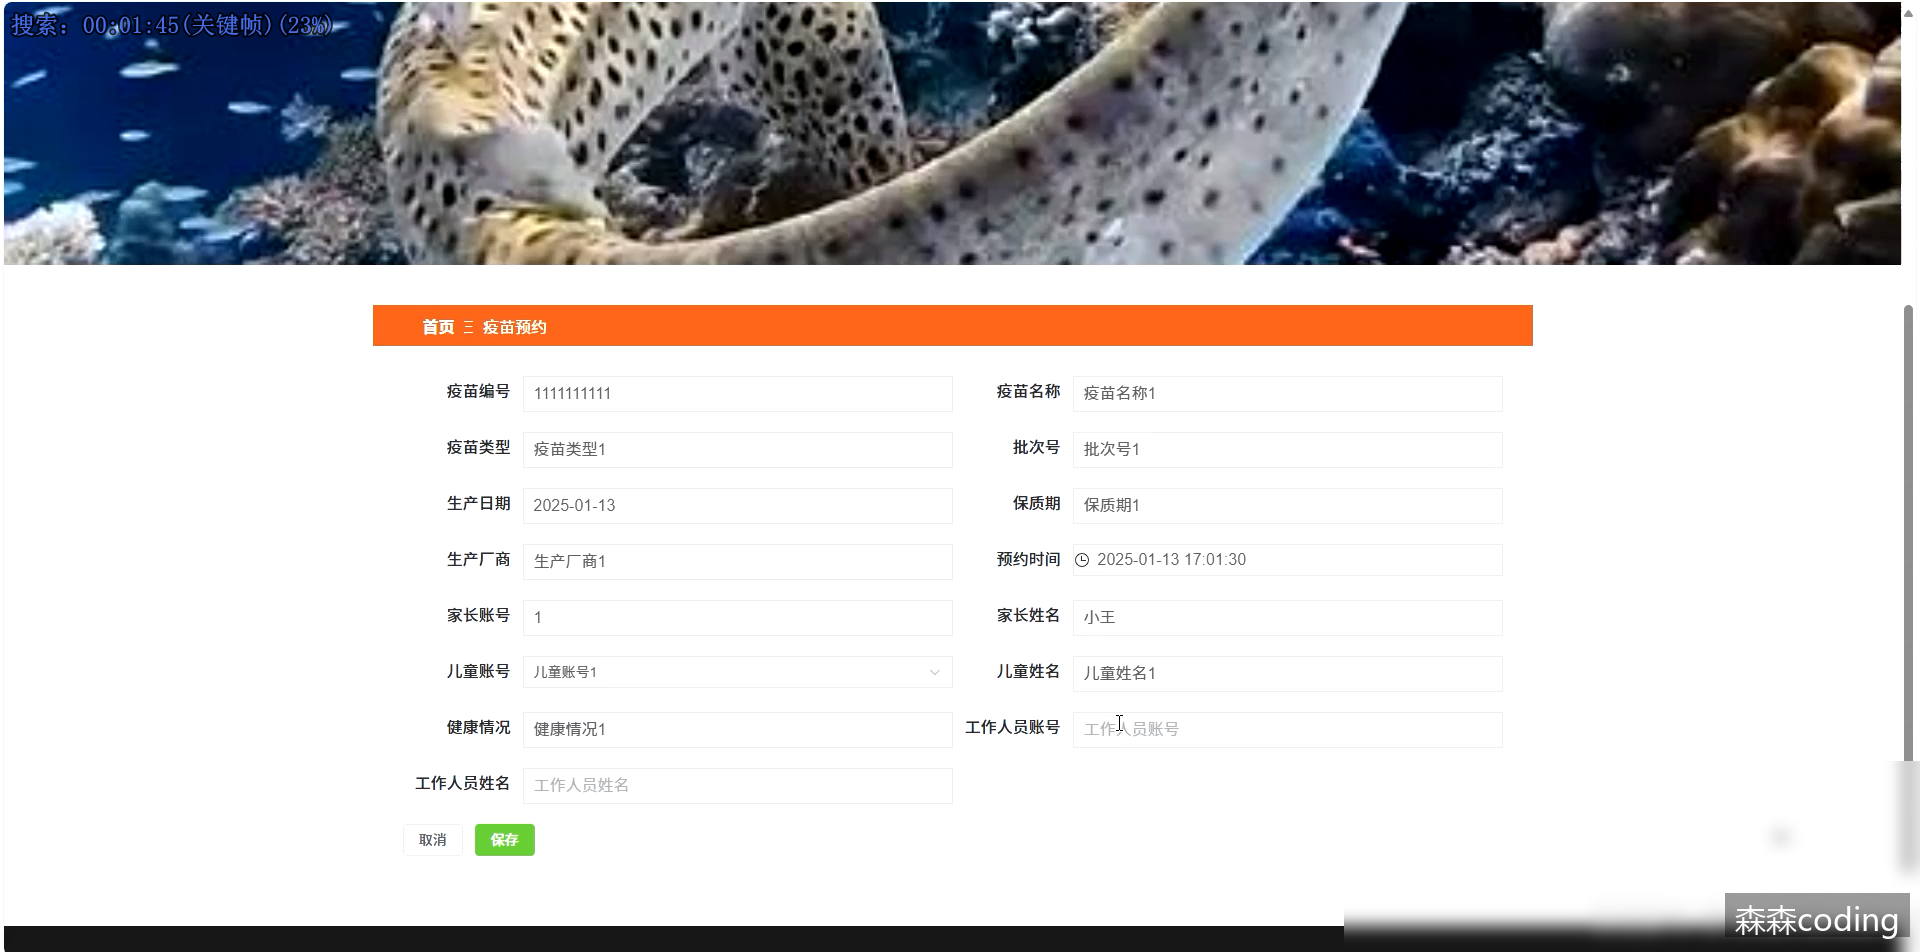 搜索: 00:01:45(关键帧)(23%)
首页 三 疫苗预约
疫苗编号 1111111111 疫苗名称 疫苗名称1
疫苗类型 疫苗类型1 批次号 批次号1
生产日期 2025-01-13 保质期 保质期1
生产厂商 生产厂商1 预约时间 2025-01-13 17:01:30
家长账号 1 家长姓名 小王
儿童账号 儿童账号1 儿童姓名 儿童姓名1
健康情况 健康情况1 工作人员账号 工作人员账号
工作人员姓名 工作人员姓名
取消 保存
森森coding